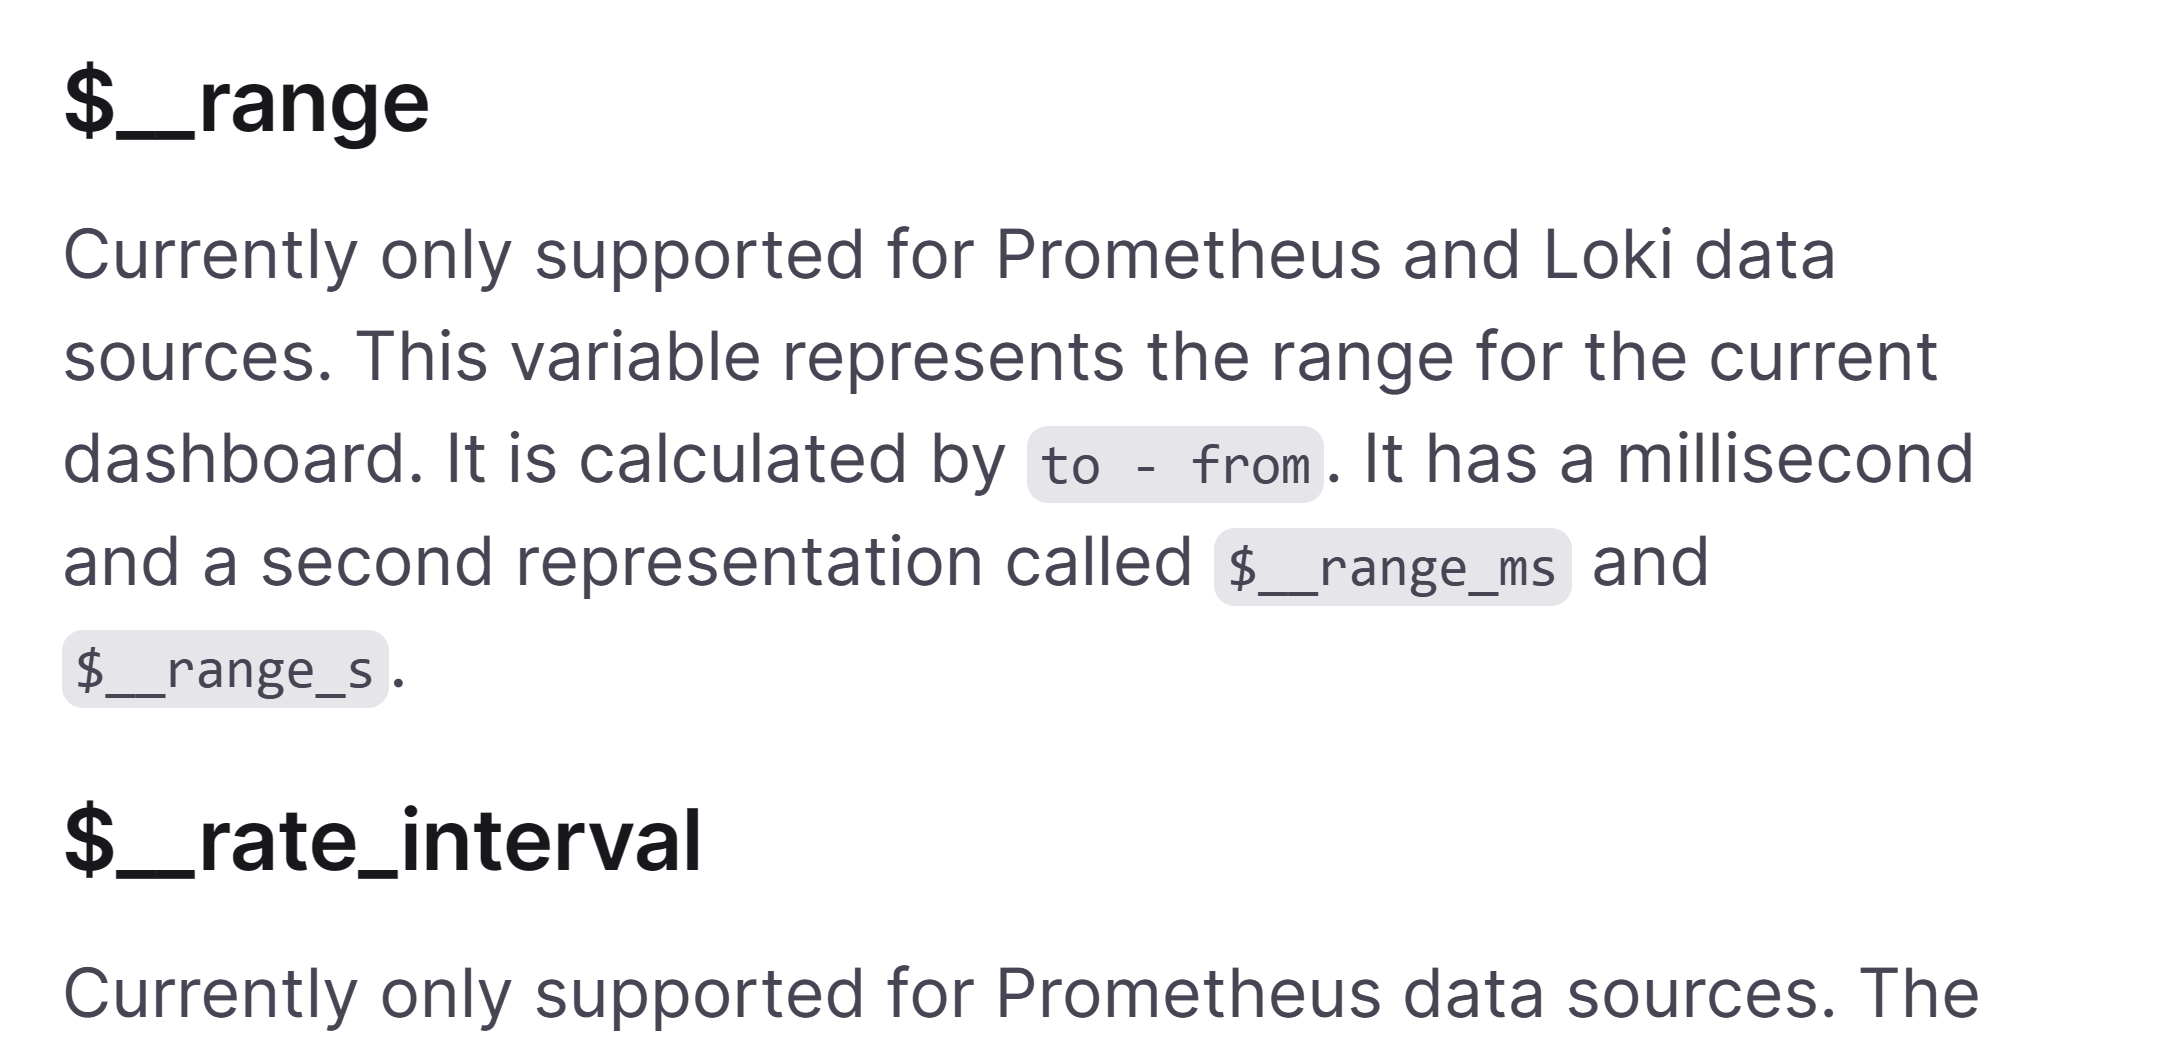 $__range
Currently only supported for Prometheus and Loki data
sources. This variable represents the range for the current
dashboard. It is calculated by to - from. It has a millisecond
and a second representation called $__range_ms and
$__range_s.
$__rate_interval
Currently only supported for Prometheus data sources. The